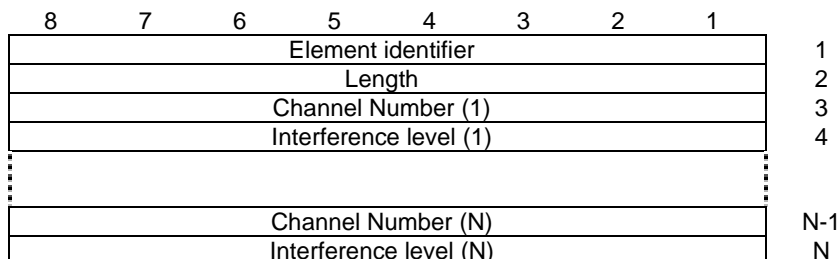 8 7 6 5 4 3 2 1
Element identifier 1
Length 2
Channel Number (1) 3
Interference level (1) 4
Channel Number (N) N-1
Interference level (N) N